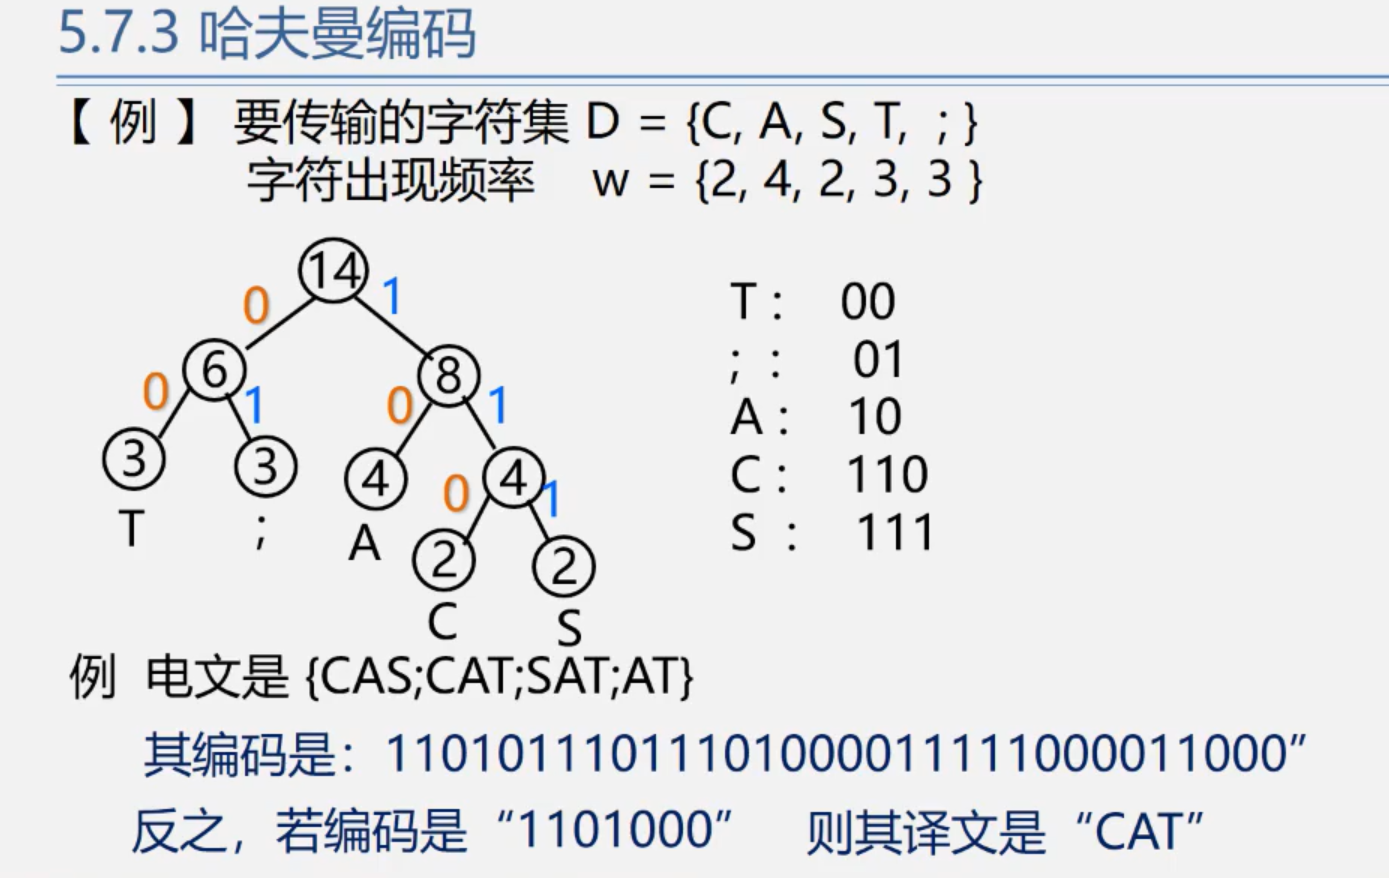 5.7.3 哈夫曼编码
【 例 】 要传输的字符集 D = {C, A, S, T, ; }
字符出现频率 w = {2, 4, 2, 3, 3 }
14
0 1
6 8
0 1 0 1
3 3 4 4
0 1
T ; A
2 2
C S
T : 00
; : 01
A : 10
C : 110
S : 111
例 电文是 {CAS;CAT;SAT;AT}
其编码是：11010111011101000011111000011000”
反之，若编码是“1101000” 则其译文是“CAT”